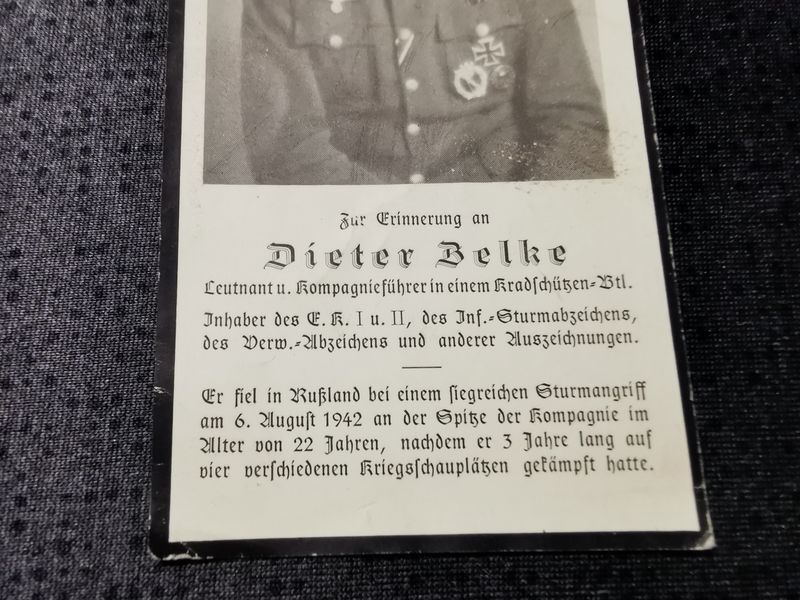 Zur Erinnerung an
Dieter Belke
Leutnant u. Kompagnieführer in einem Kradschützen-Btl.
Inhaber des E. K. I u. II, des Inf.-Sturmabzeichens,
des Verw.-Abzeichens und anderer Auszeichnungen.
Er fiel in Rußland bei einem siegreichen Sturmangriff
am 6. August 1942 an der Spitze der Kompagnie im
Alter von 22 Jahren, nachdem er 3 Jahre lang auf
vier verschiedenen Kriegsschauplätzen gekämpft hatte.